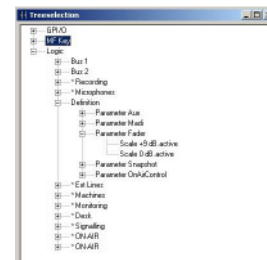 Treeselection
GPI/O
MF Key
Logic
Bus 1
Bus 2
*Recording
*Microphones
Definition
Parameter Aux
Parameter Madi
Parameter Fader
Scale +9 dB active
Scale 0 dB active
Parameter Snapshot
Parameter OnAirControl
*Ext Lines
*Machines
*Monitoring
*Desk
*Signalling
*ON-AIR
*ON-AIR